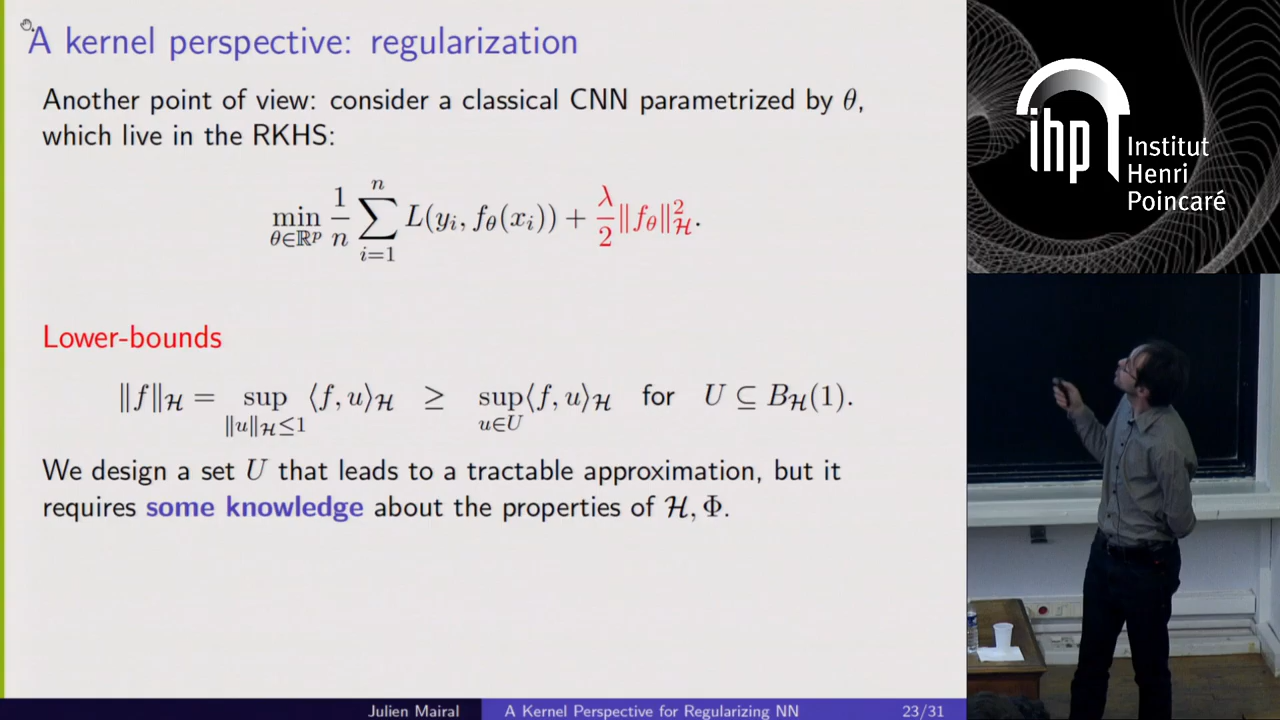 A kernel perspective: regularization
Another point of view: consider a classical CNN parametrized by θ,
which live in the RKHS:
min_{θ∈ℝ^p} 1/n ∑_{i=1}^{n} L(y_i, f_θ(x_i)) + λ/2 ‖f_θ‖²_ℋ.
Lower-bounds
‖f‖_ℋ = sup_{‖u‖_ℋ≤1} ⟨f, u⟩_ℋ ≥ sup_{u∈U} ⟨f, u⟩_ℋ for U ⊆ B_ℋ(1).
We design a set U that leads to a tractable approximation, but it
requires some knowledge about the properties of ℋ, Φ.
Julien Mairal
A Kernel Perspective for Regularizing NN
23/31
ihp
Institut
Henri
Poincaré